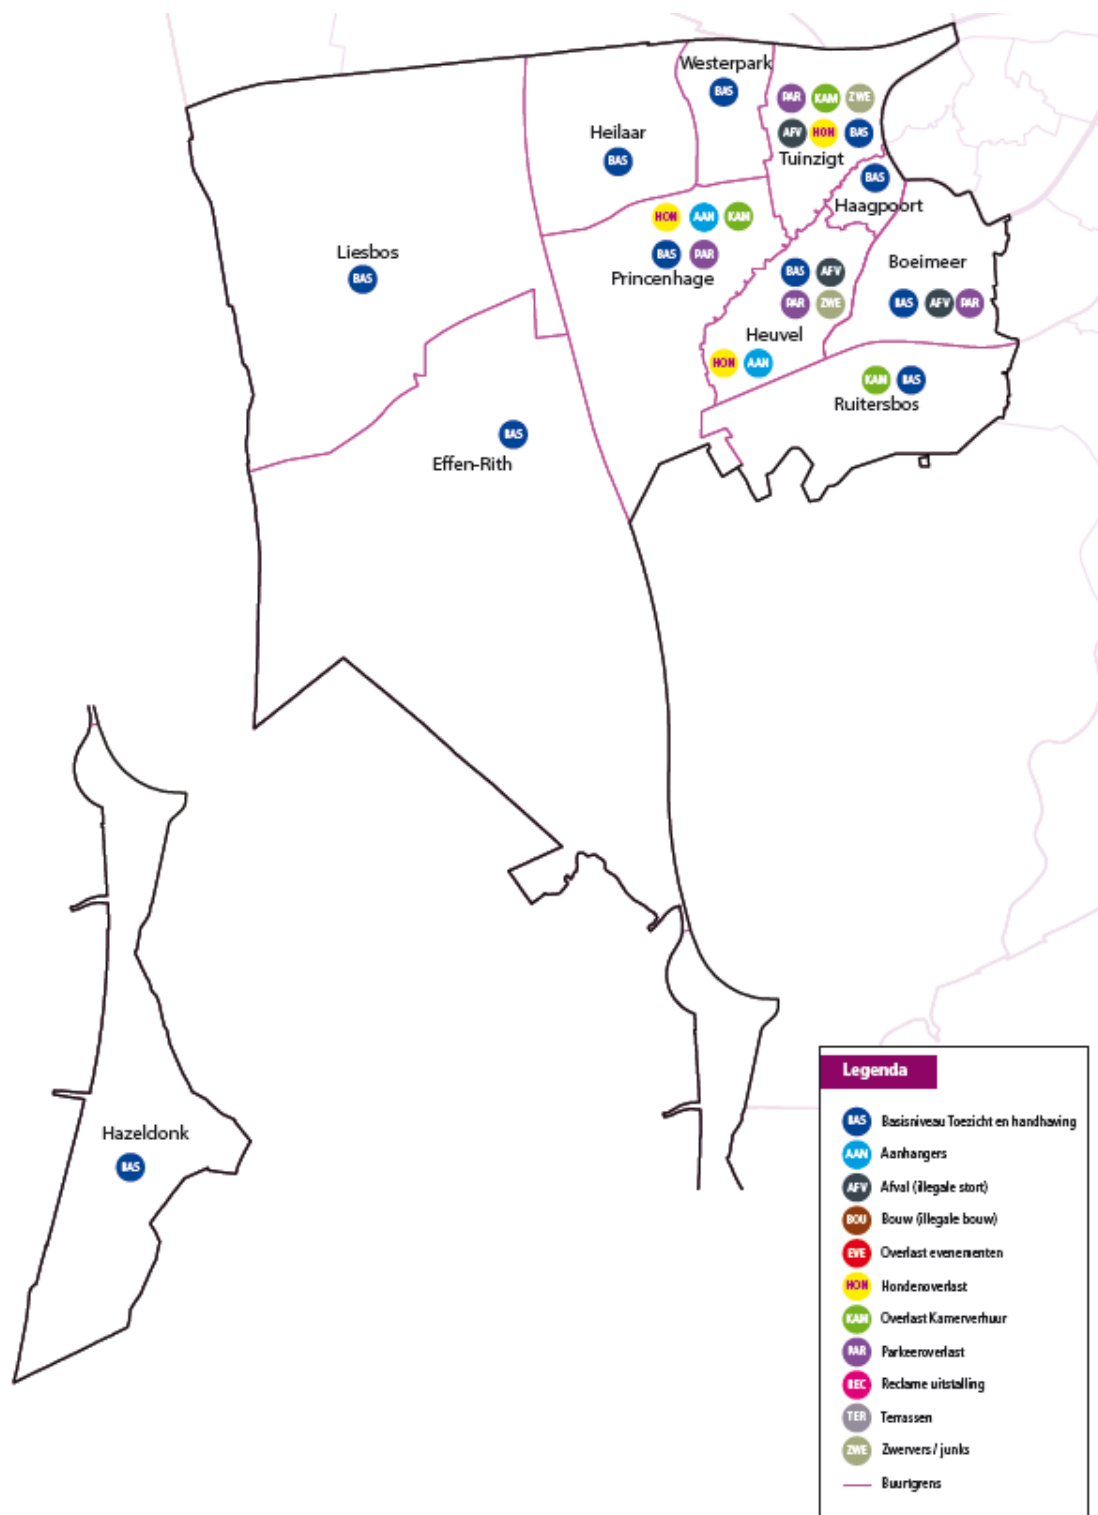 Westerpark
BAS
PAR KAM ZWE
AFV HON BAS
Tuinzigt
Heilaar
BAS
BAS
Haagpoort
HON AAN KAM
BAS PAR
Princenhage
Liesbos
BAS
Boeimeer
BAS AFV PAR
BAS AFV
PAR ZWE
Heuvel
HON AAN
KAM BAS
Ruitersbos
BAS
Effen-Rith
Hazeldonk
BAS
Legenda
BAS Basisniveau Toezicht en handhaving
AAN Aanhangers
AFV Afval (illegale stort)
BOU Bouw (illegale bouw)
EVE Overlast evenementen
HON Hondenoverlast
KAM Overlast Kamerverhuur
PAR Parkeeroverlast
REC Reclame uitstalling
TER Terrassen
ZWE Zwervers / junks
Buurtgrens